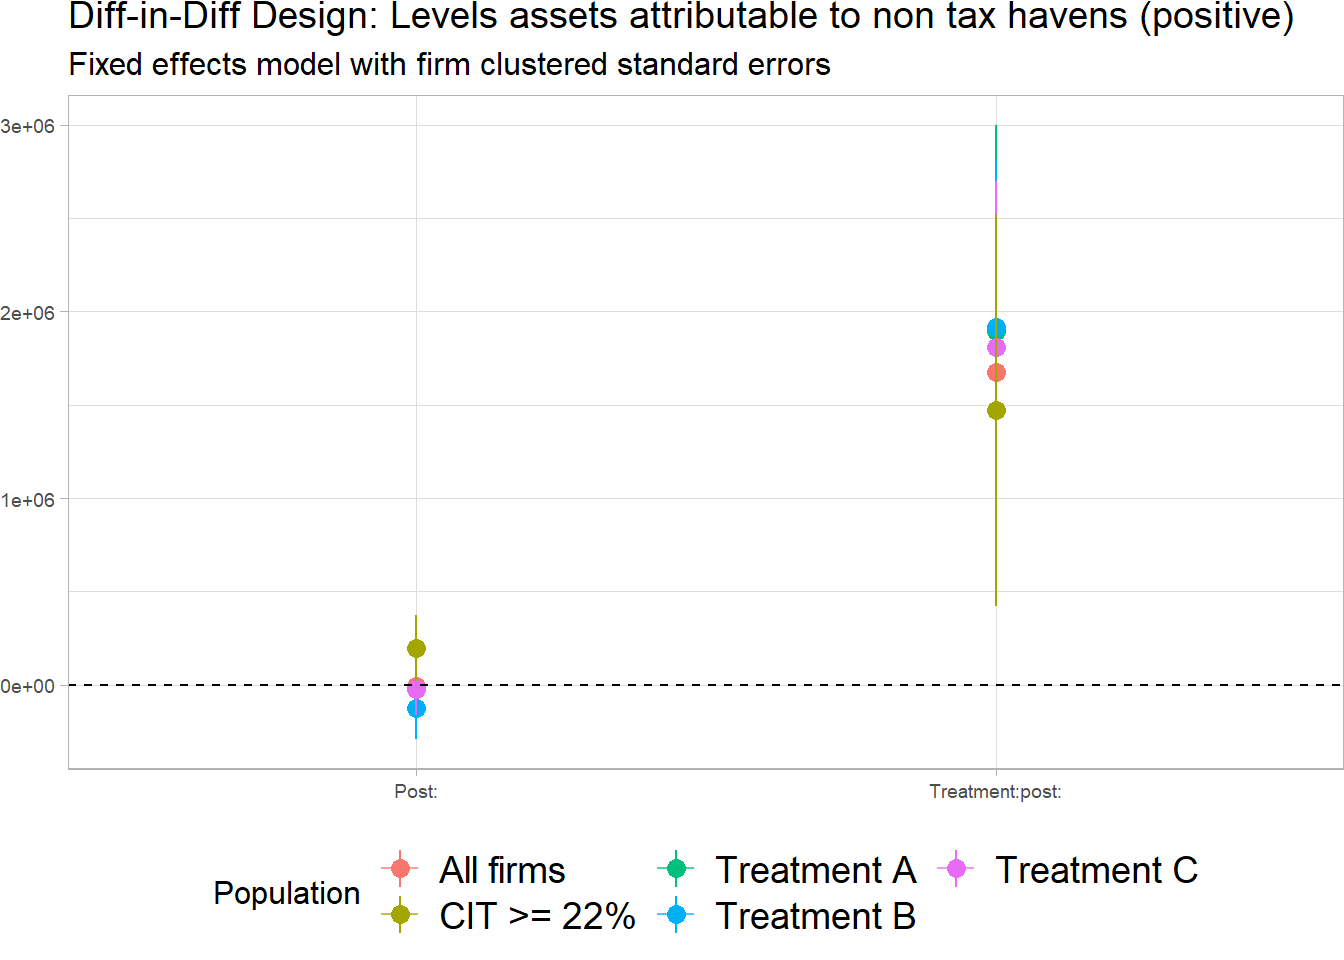 Diff-in-Diff Design: Levels assets attributable to non tax havens (positive)
Fixed effects model with firm clustered standard errors
3e+06
2e+06
1e+06
0e+00
Post:
Treatment:post:
Population
All firms
Treatment A
Treatment C
CIT >= 22%
Treatment B